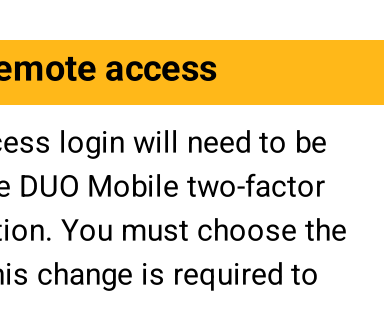 emote access
cess login will need to be
e DUO Mobile two-factor
tion. You must choose the
his change is required to